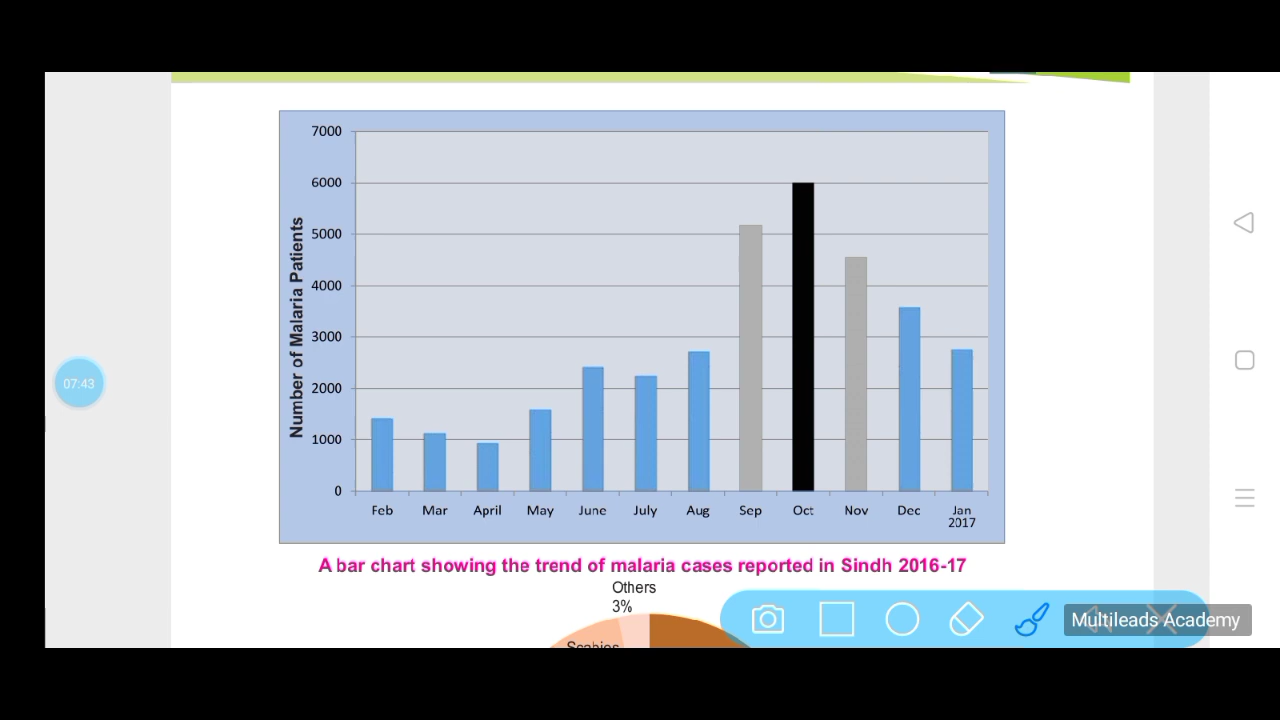 7000
6000
5000
4000
3000
2000
1000
0
Number of Malaria Patients
Feb Mar April May June July Aug Sep Oct Nov Dec Jan
2017
A bar chart showing the trend of malaria cases reported in Sindh 2016-17
Others
3%
Scabies
07:43
Multileads Academy